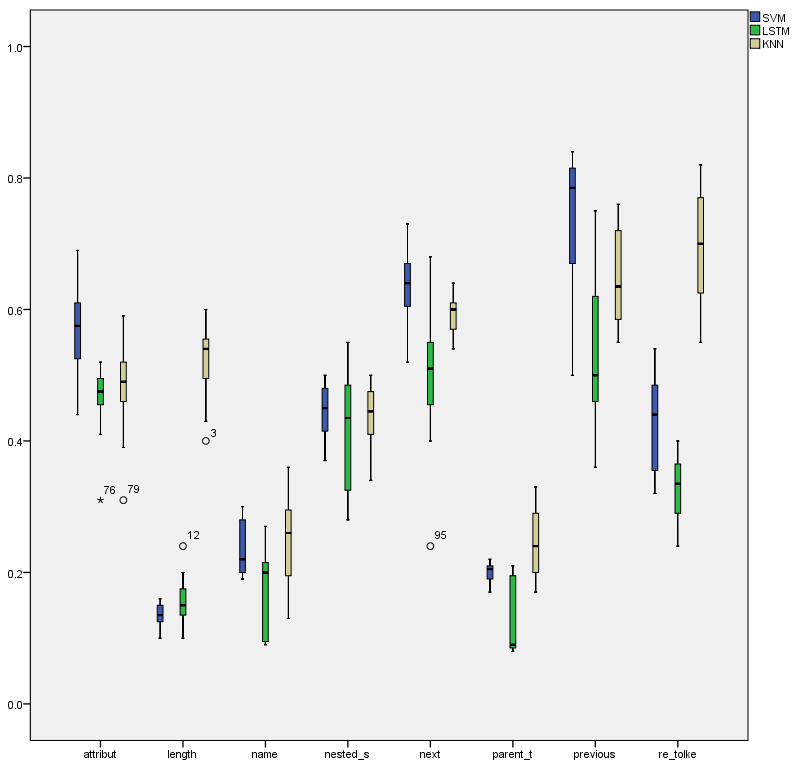 SVM
LSTM
KNN
1.0
0.8
0.6
0.4
0.2
0.0
76
79
12
3
95
attribut
length
name
nested_s
next
parent_t
previous
re_tolke